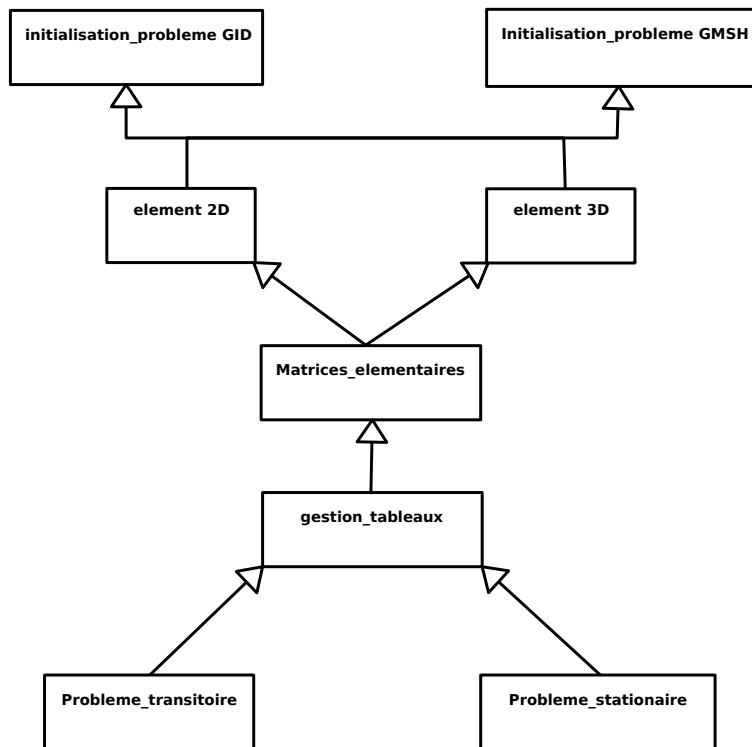 initialisation_probleme GID
Initialisation_probleme GMSH
element 2D
element 3D
Matrices_elementaires
gestion_tableaux
Probleme_transitoire
Probleme_stationaire